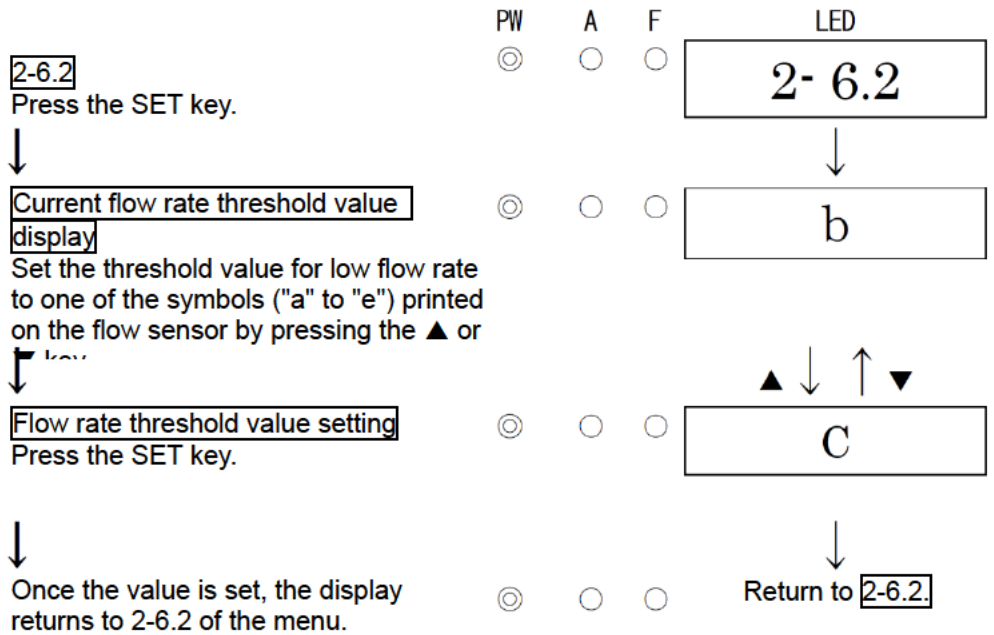 PW A F LED
2-6.2
Press the SET key.
2- 6.2
Current flow rate threshold value
display
b
Set the threshold value for low flow rate
to one of the symbols ("a" to "e") printed
on the flow sensor by pressing the ▲ or
▼ key
▲ ↓ ↑ ▼
Flow rate threshold value setting
Press the SET key.
C
Once the value is set, the display
returns to 2-6.2 of the menu.
Return to 2-6.2.